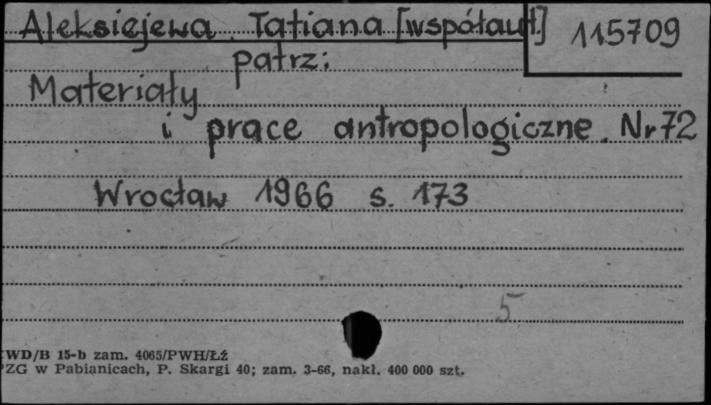 Aleksiejewa Tatiana [współaut.] 115709
patrz:
Materiały
i prace antropologiczne. Nr 72
Wrocław 1966 s. 173
5
WD/B 15-b zam. 4065/PWH/ŁŹ
PZG w Pabianicach, P. Skargi 40; zam. 3-66, nakł. 400 000 szt.